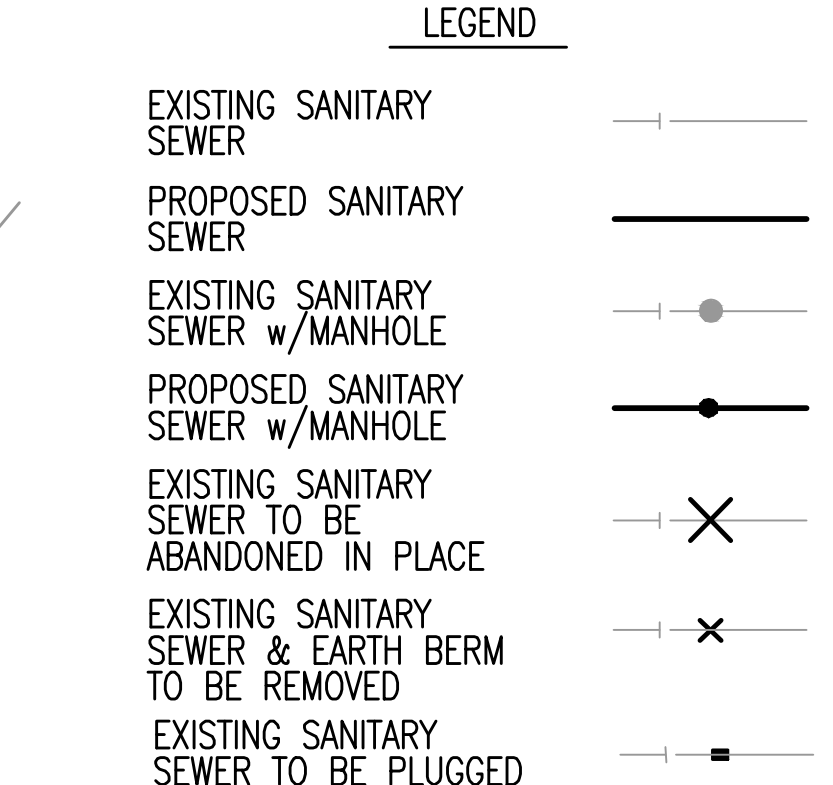 LEGEND
EXISTING SANITARY
SEWER
PROPOSED SANITARY
SEWER
EXISTING SANITARY
SEWER w/MANHOLE
PROPOSED SANITARY
SEWER w/MANHOLE
EXISTING SANITARY
SEWER TO BE
ABANDONED IN PLACE
EXISTING SANITARY
SEWER & EARTH BERM
TO BE REMOVED
EXISTING SANITARY
SEWER TO BE PLUGGED